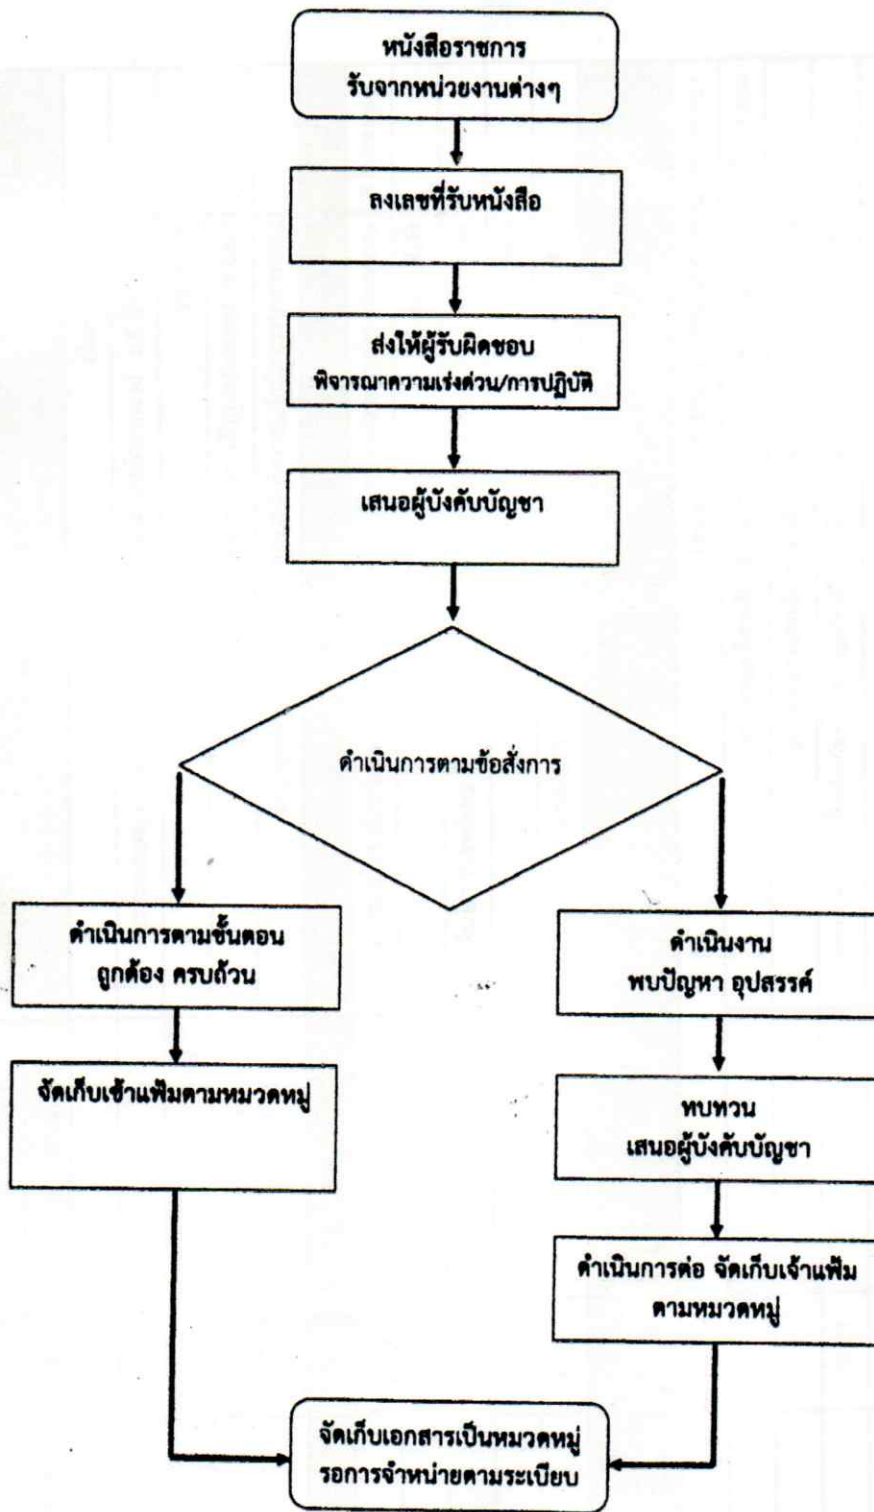 หนังสือราชการ
รับจากหน่วยงานต่างๆ
ลงเลขที่รับหนังสือ
ส่งให้ผู้รับผิดชอบ
พิจารณาความเร่งด่วน/การปฏิบัติ
เสนอผู้บังคับบัญชา
ดำเนินการตามข้อสั่งการ
ดำเนินการตามขั้นตอน
ถูกต้อง ครบถ้วน
จัดเก็บเข้าแฟ้มตามหมวดหมู่
ดำเนินงาน
พบปัญหา อุปสรรค์
ทบทวน
เสนอผู้บังคับบัญชา
ดำเนินการต่อ จัดเก็บเจ้าแฟ้ม
ตามหมวดหมู่
จัดเก็บเอกสารเป็นหมวดหมู่
รอการจำหน่ายตามระเบียบ